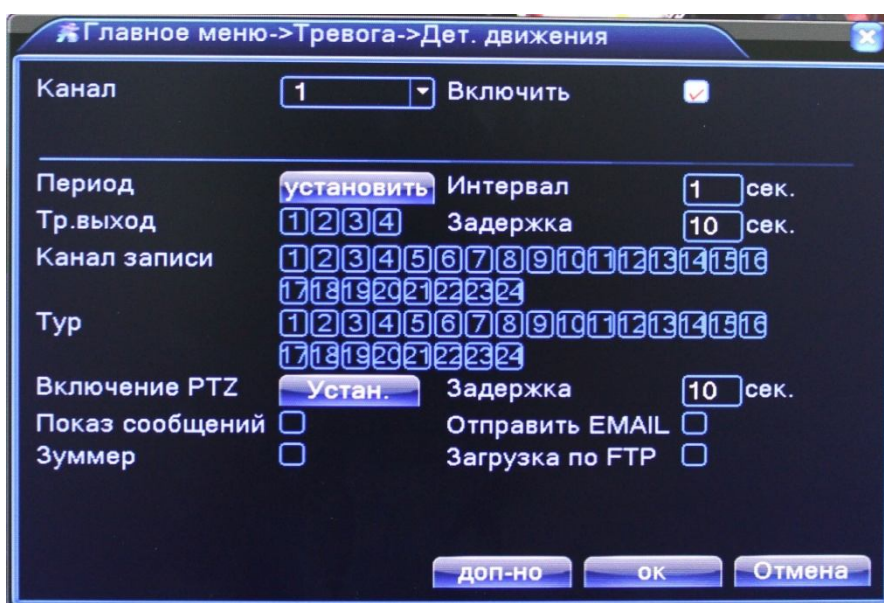 Главное меню->Тревога->Дет. движения
Канал 1 Включить
Период установить Интервал 1 сек.
Тр.выход 1 2 3 4 Задержка 10 сек.
Канал записи 1 2 3 4 5 6 7 8 9 10 11 12 13 14 15 16
17 18 19 20 21 22 23 24
Тур 1 2 3 4 5 6 7 8 9 10 11 12 13 14 15 16
17 18 19 20 21 22 23 24
Включение PTZ Устан. Задержка 10 сек.
Показ сообщений Отправить EMAIL
Зуммер Загрузка по FTP
доп-но ок Отмена